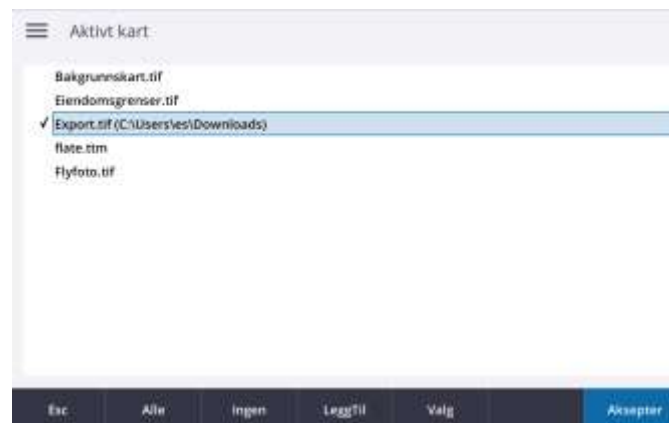 Aktivt kart
Bakgrunnskart.tif
Eiendomsgrenser.tif
✓ Export.tif (C:\Users\es\Downloads)
flate.ttm
Flyfoto.tif
Esc Alle Ingen LeggTil Valg Aksepter